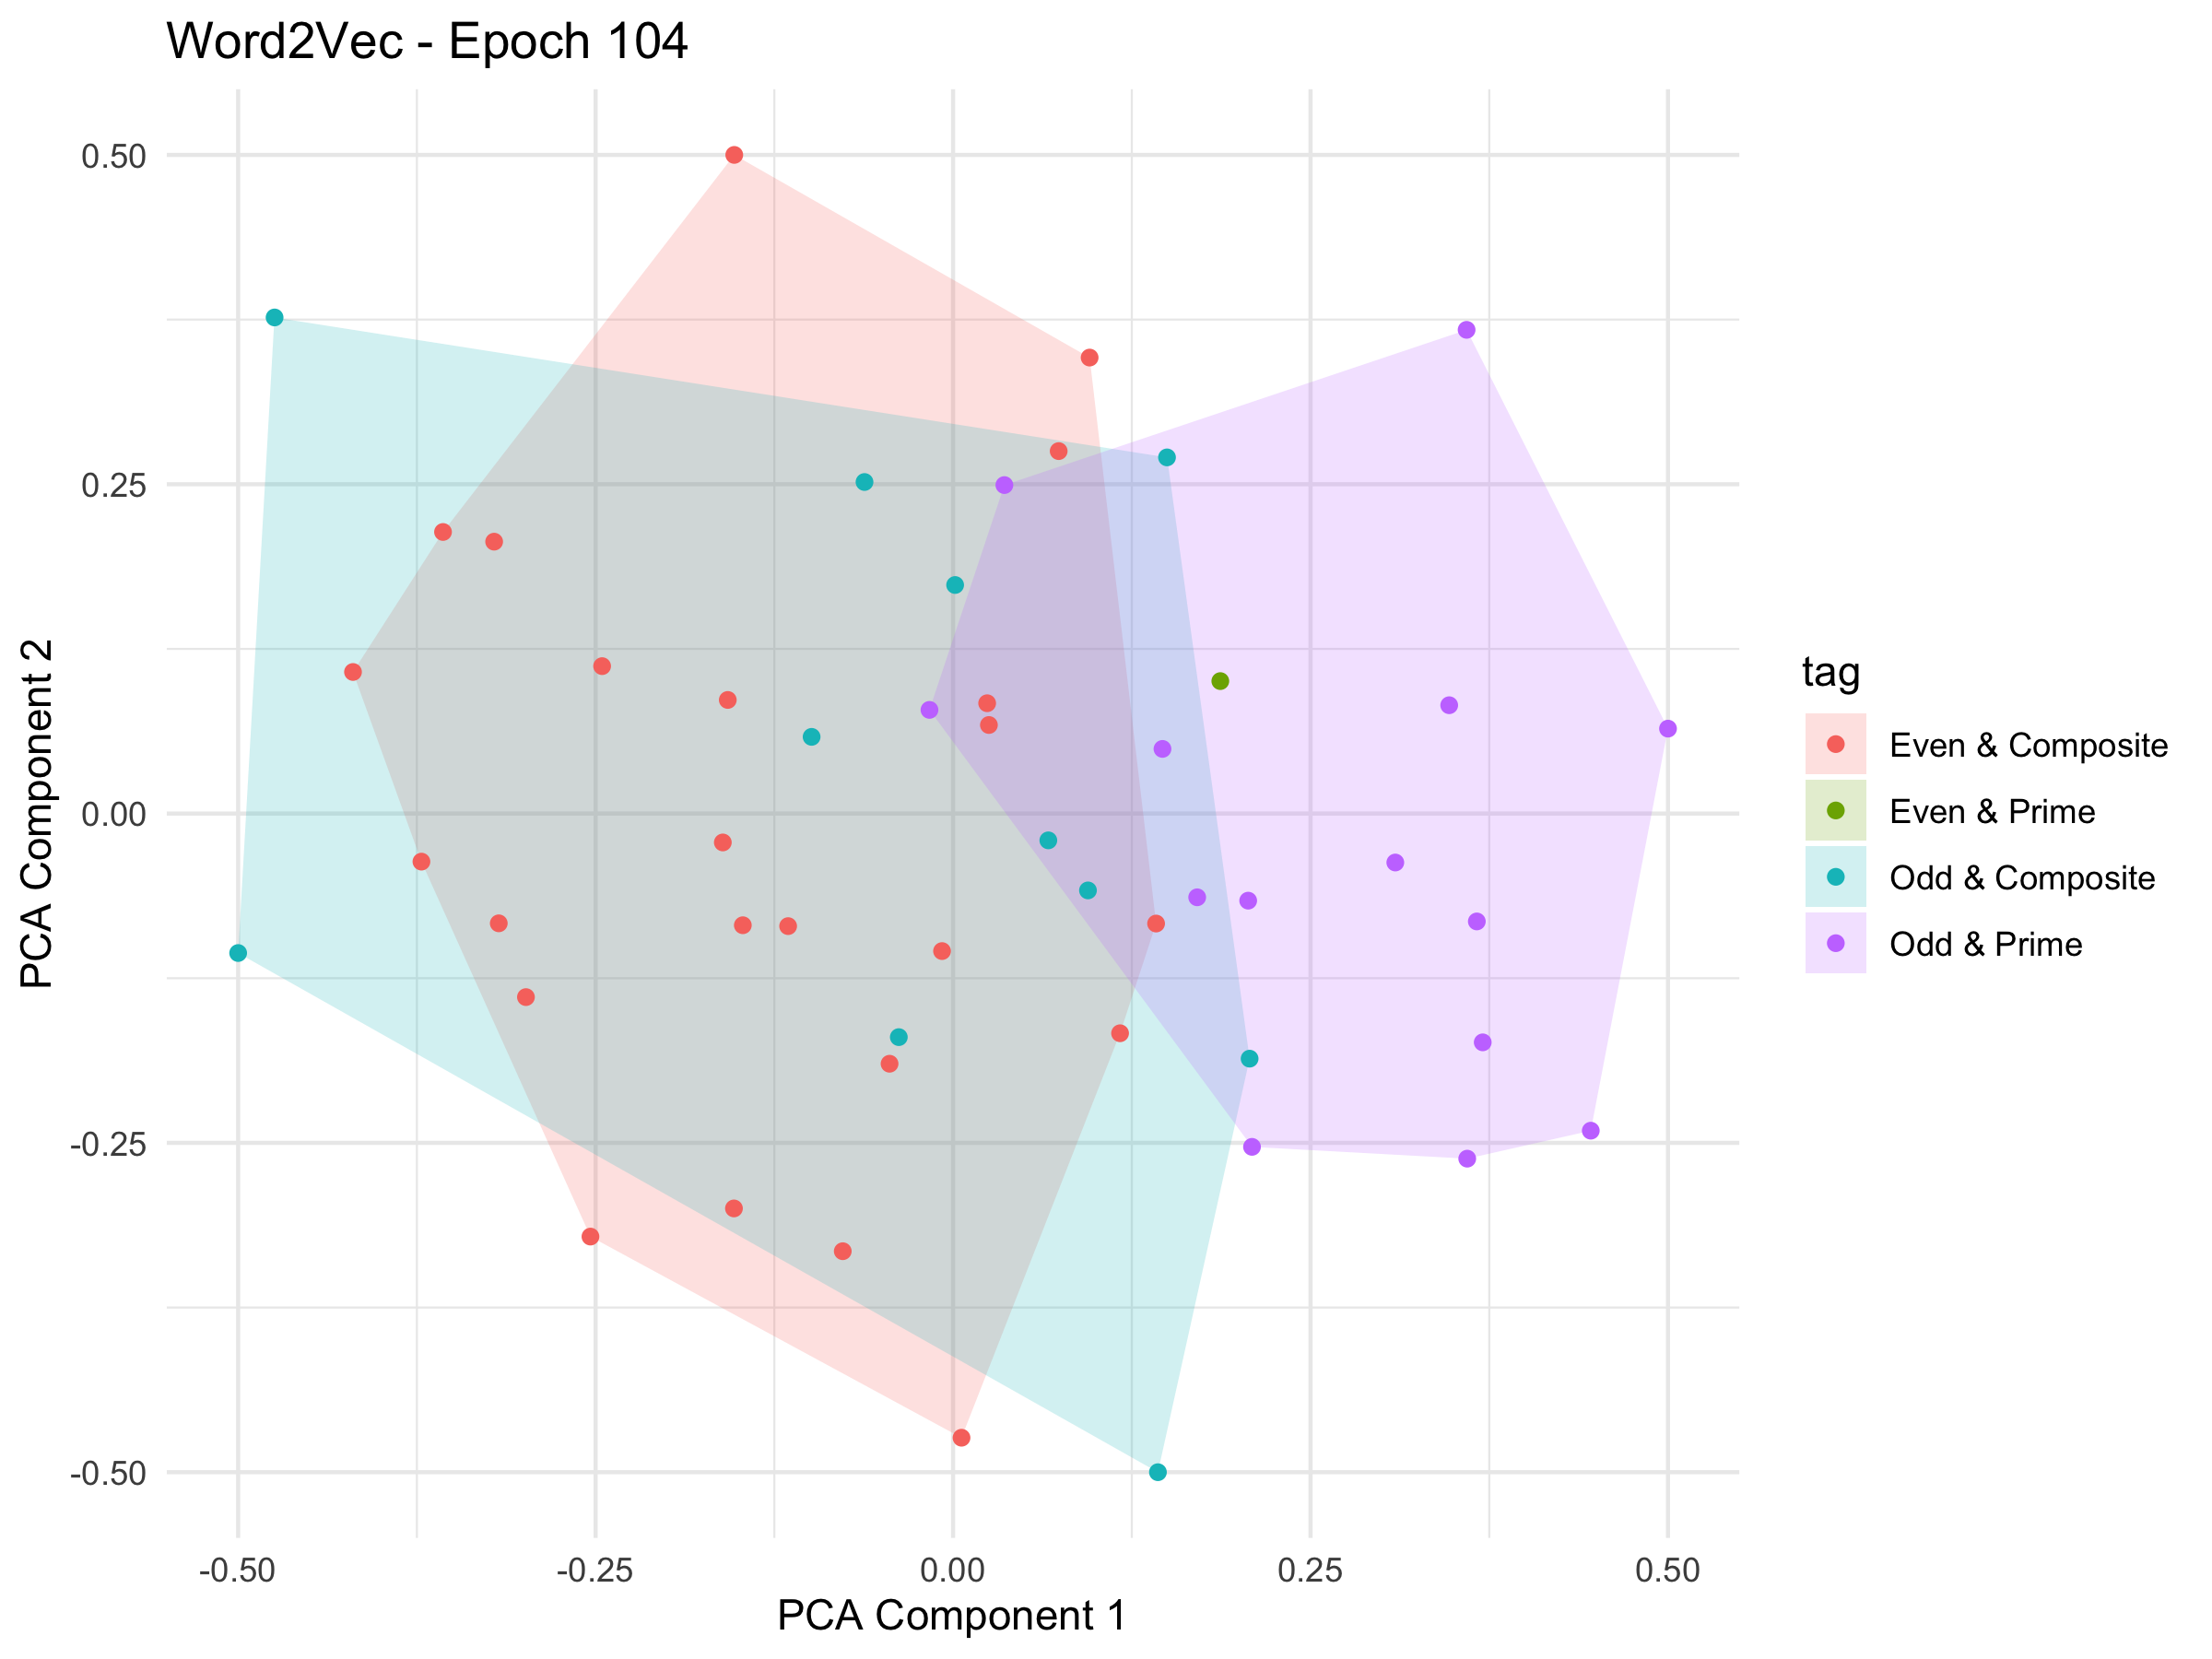 Word2Vec - Epoch 104
0.50
0.25
0.00
-0.25
-0.50
PCA Component 2
-0.50
-0.25
0.00
0.25
0.50
PCA Component 1
tag
Even & Composite
Even & Prime
Odd & Composite
Odd & Prime